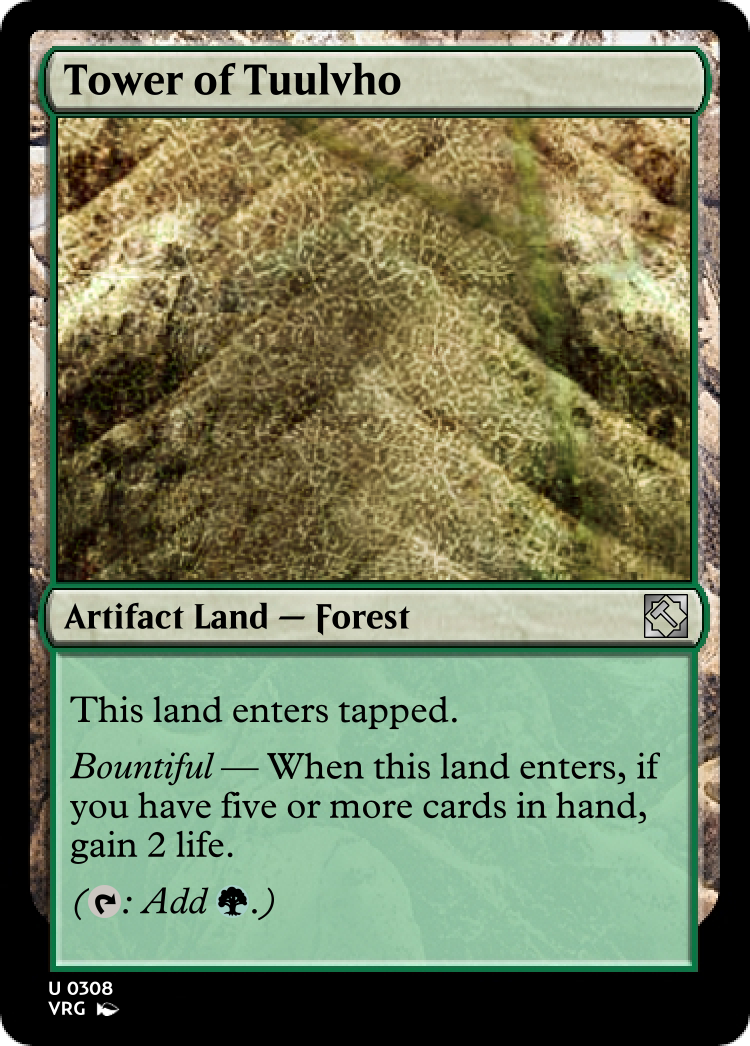 Tower of Tuulvho
Artifact Land — Forest
This land enters tapped.
Bountiful — When this land enters, if
you have five or more cards in hand,
gain 2 life.
(: Add .)
U 0308
VRG